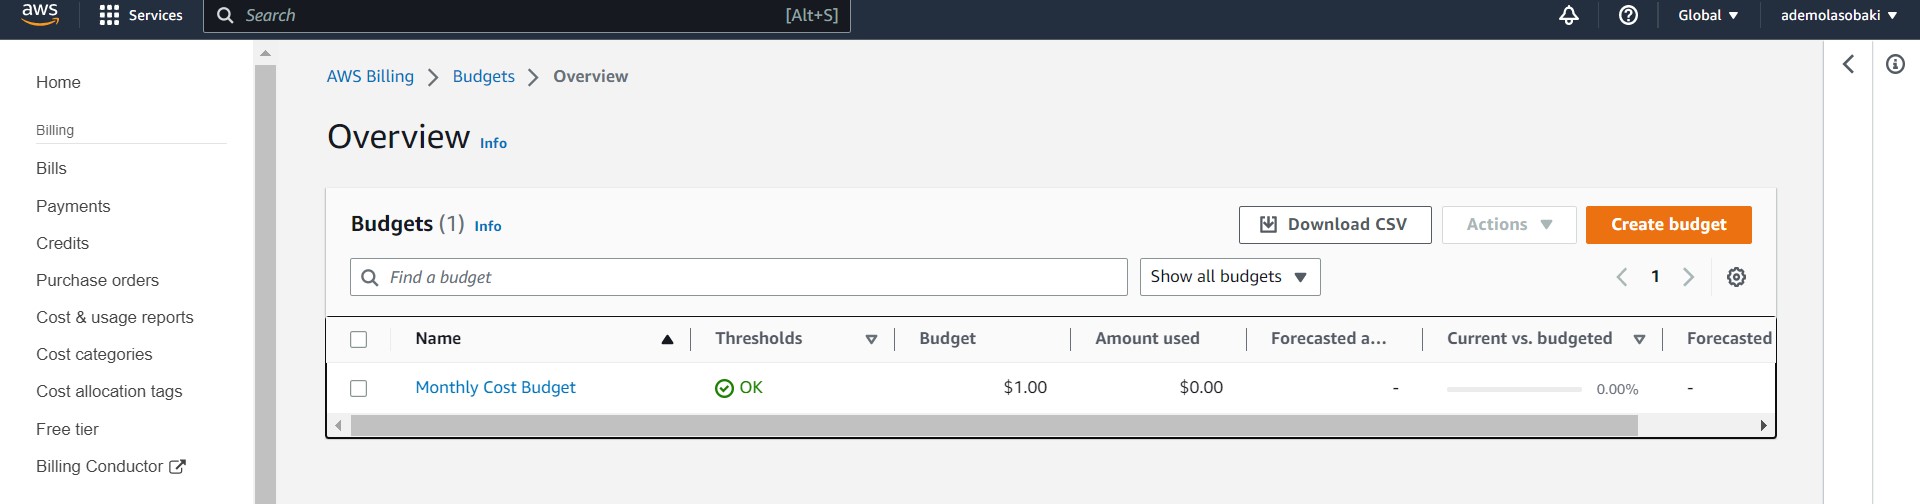 aws Services Search [Alt+S] Global ademolasobaki
Home
Billing
Bills
Payments
Credits
Purchase orders
Cost & usage reports
Cost categories
Cost allocation tags
Free tier
Billing Conductor
AWS Billing Budgets Overview
Overview Info
Budgets (1) Info Download CSV Actions Create budget
Find a budget Show all budgets 1
Name Thresholds Budget Amount used Forecasted a... Current vs. budgeted Forecasted
Monthly Cost Budget OK $1.00 $0.00 - 0.00% -